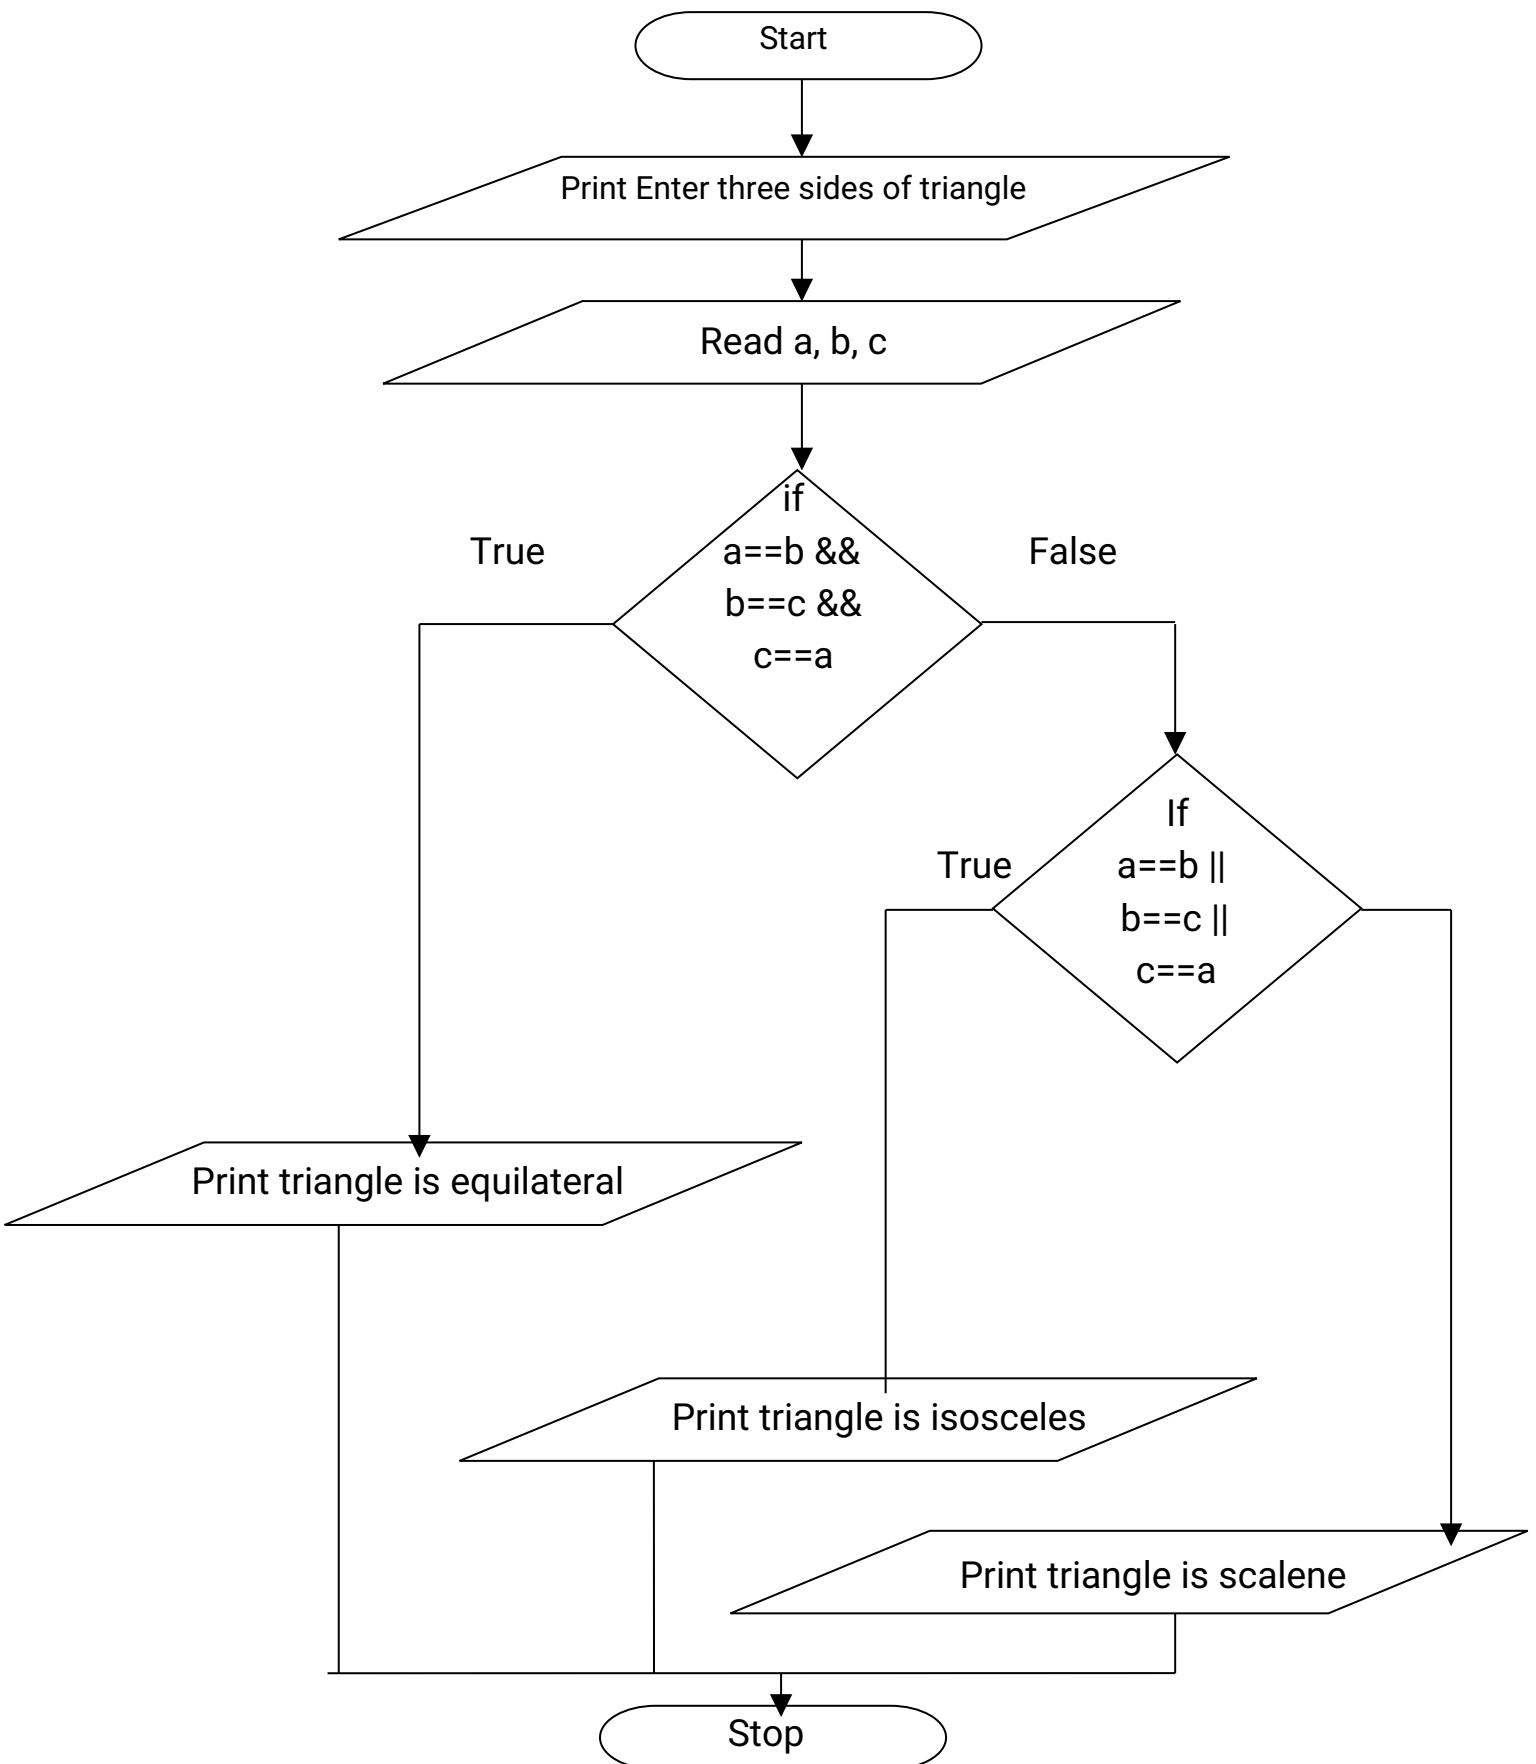 Start
Print Enter three sides of triangle
Read a, b, c
if
a==b &&
b==c &&
c==a
True
False
If
a==b ||
b==c ||
c==a
True
Print triangle is equilateral
Print triangle is isosceles
Print triangle is scalene
Stop